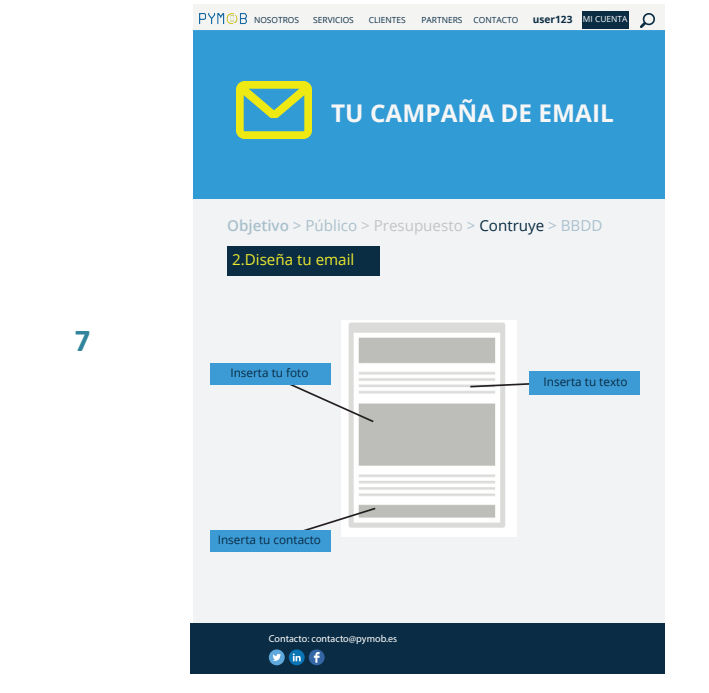 PYMOB NOSOTROS SERVICIOS CLIENTES PARTNERS CONTACTO user123 MI CUENTA
TU CAMPAÑA DE EMAIL
Objetivo > Público > Presupuesto > Contruye > BBDD
2.Diseña tu email
7
Inserta tu foto
Inserta tu texto
Inserta tu contacto
Contacto: contacto@pymob.es